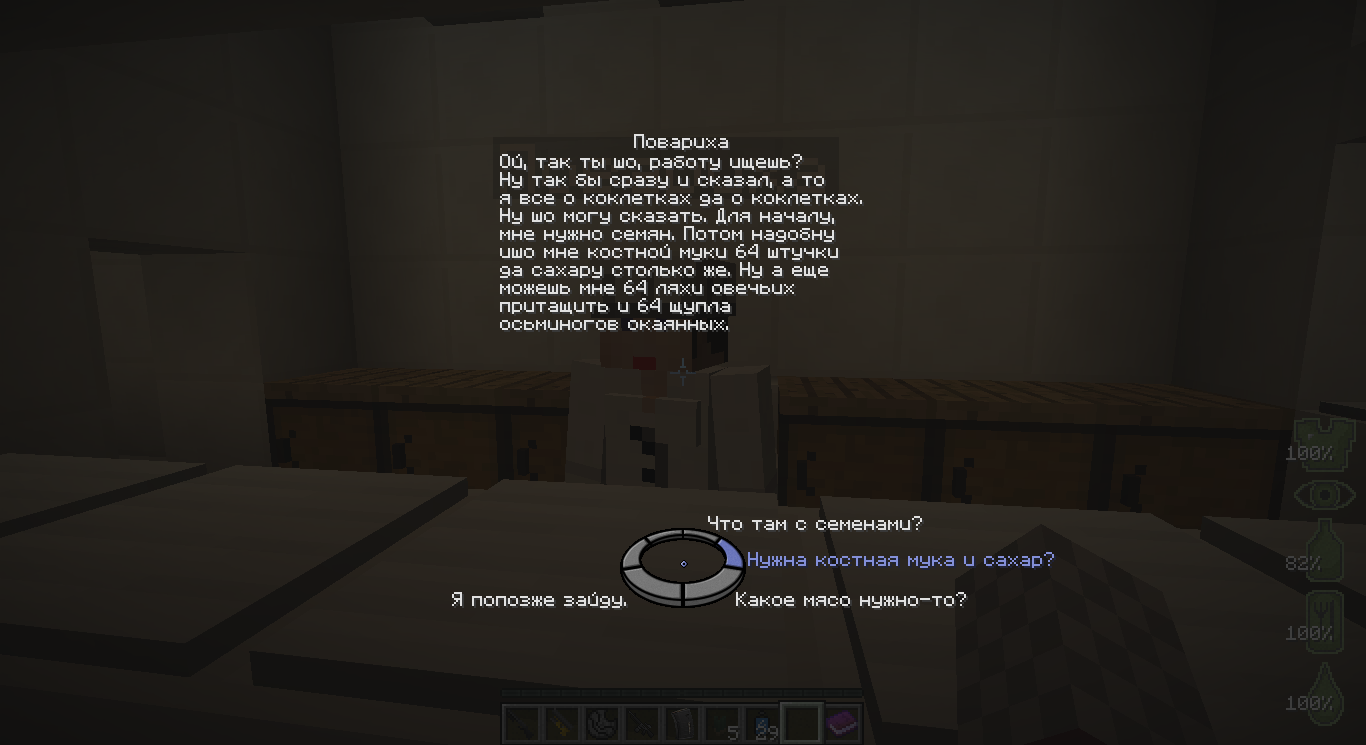 Повариха
Ой, так ты шо, работу ищешь?
Ну так бы сразу и сказал, а то
я все о коклетках да о коклетках.
Ну шо могу сказать. Для началу,
мне нужно семян. Потом надобну
ишо мне костной муки 64 штучки
да сахару столько же. Ну а еще
можешь мне 64 ляхи овечьих
притащить и 64 щупла
осьминогов окаянных.
100%
Что там с семенами?
Нужна костная мука и сахар?
82%
Я попозже зайду.
Какое мясо нужно-то?
100%
100%
5
29